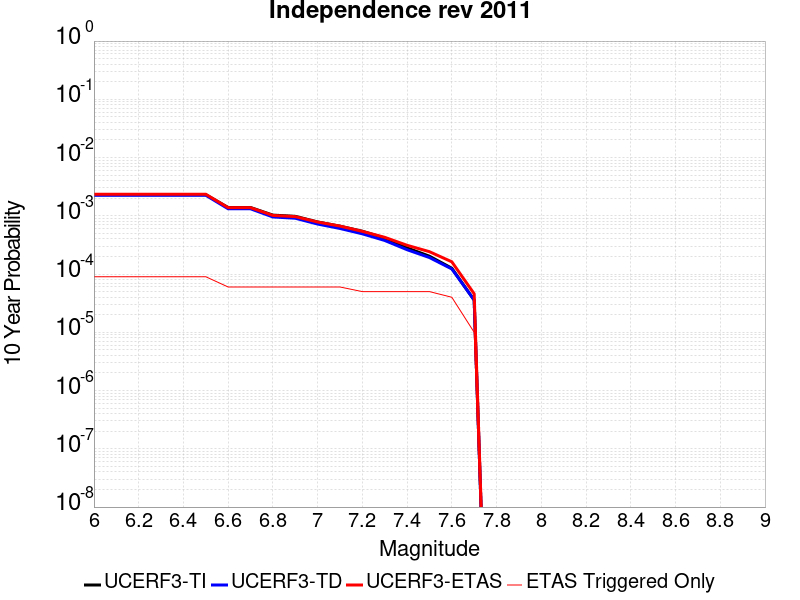 Independence rev 2011
10 Year Probability
10^0
10^-1
10^-2
10^-3
10^-4
10^-5
10^-6
10^-7
10^-8
6 6.2 6.4 6.6 6.8 7 7.2 7.4 7.6 7.8 8 8.2 8.4 8.6 8.8 9
Magnitude
UCERF3-TI UCERF3-TD UCERF3-ETAS ETAS Triggered Only